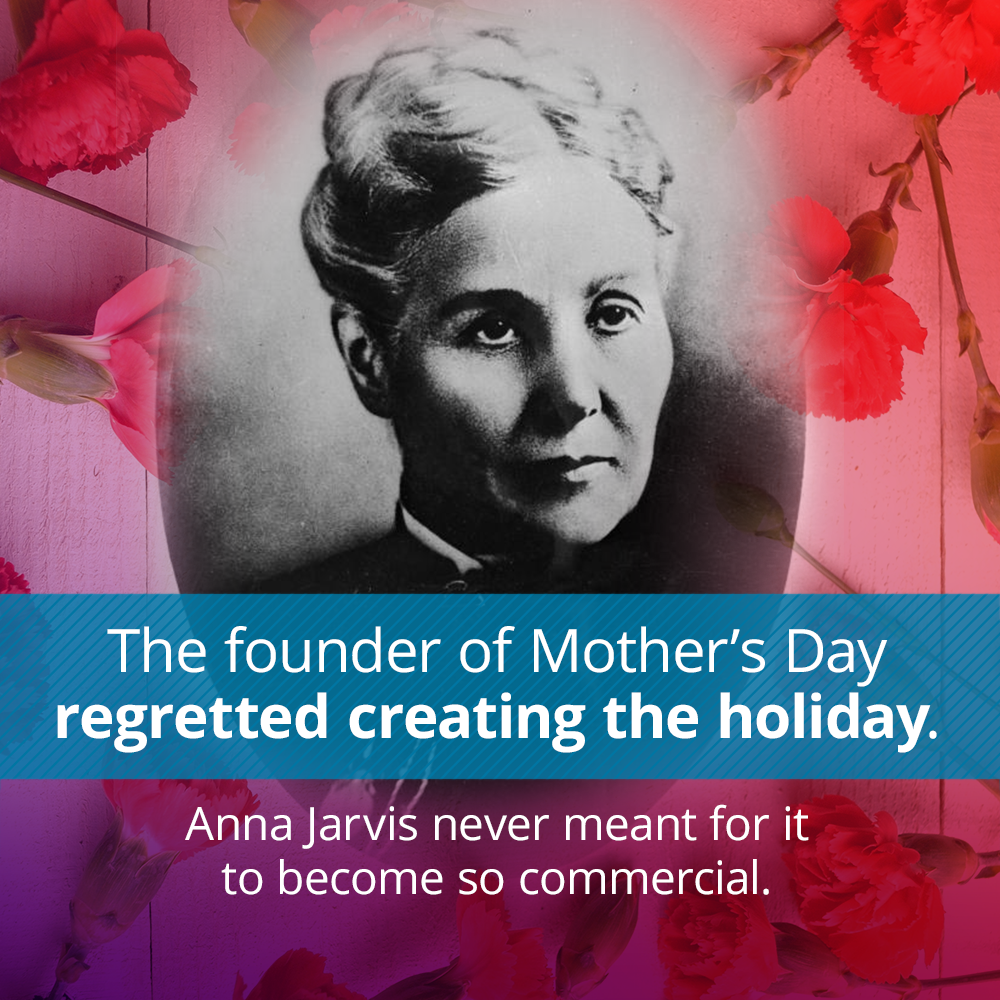 The founder of Mother’s Day
regretted creating the holiday.
Anna Jarvis never meant for it
to become so commercial.